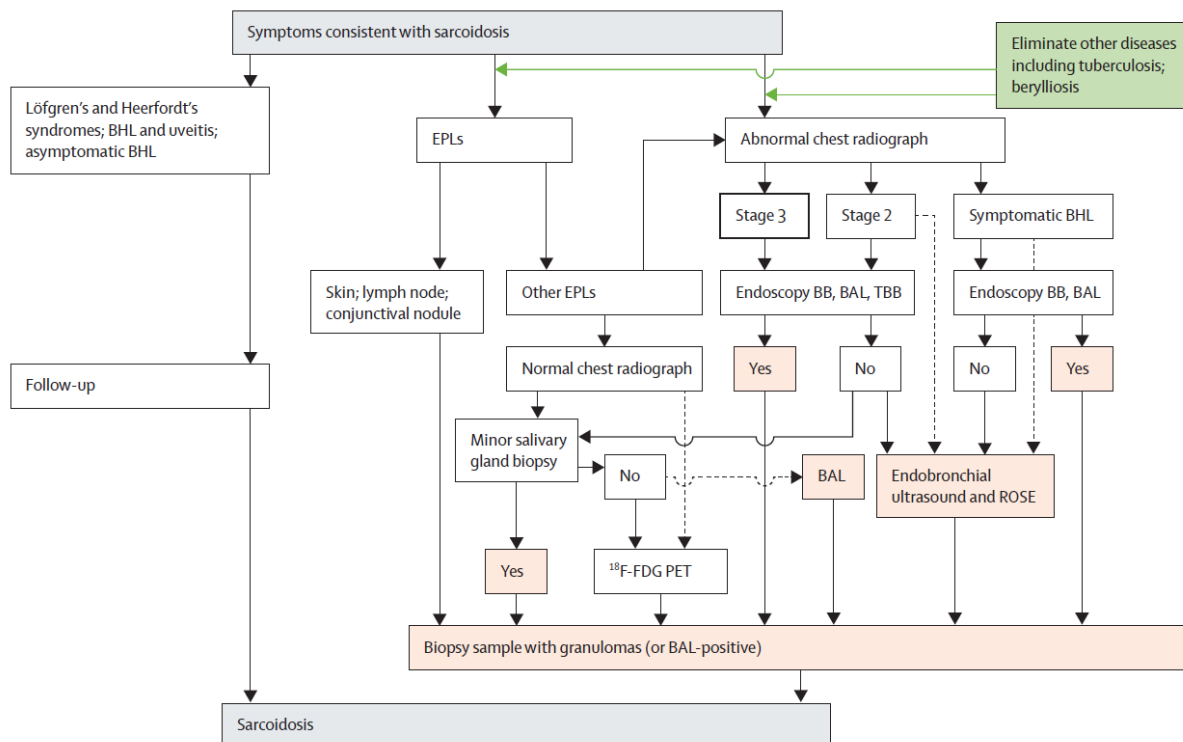 Symptoms consistent with sarcoidosis
Eliminate other diseases
including tuberculosis;
berylliosis
Löfgren’s and Heerfordt’s
syndromes; BHL and uveitis;
asymptomatic BHL
EPLs
Abnormal chest radiograph
Stage 3
Stage 2
Symptomatic BHL
Skin; lymph node;
conjunctival nodule
Other EPLs
Endoscopy BB, BAL, TBB
Endoscopy BB, BAL
Follow-up
Normal chest radiograph
Yes
No
No
Yes
Minor salivary
gland biopsy
No
BAL
Endobronchial
ultrasound and ROSE
Yes
¹⁸F-FDG PET
Biopsy sample with granulomas (or BAL-positive)
Sarcoidosis